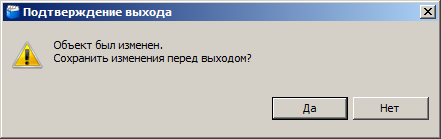 Подтверждение выхода
Объект был изменен.
Сохранить изменения перед выходом?
Да
Нет